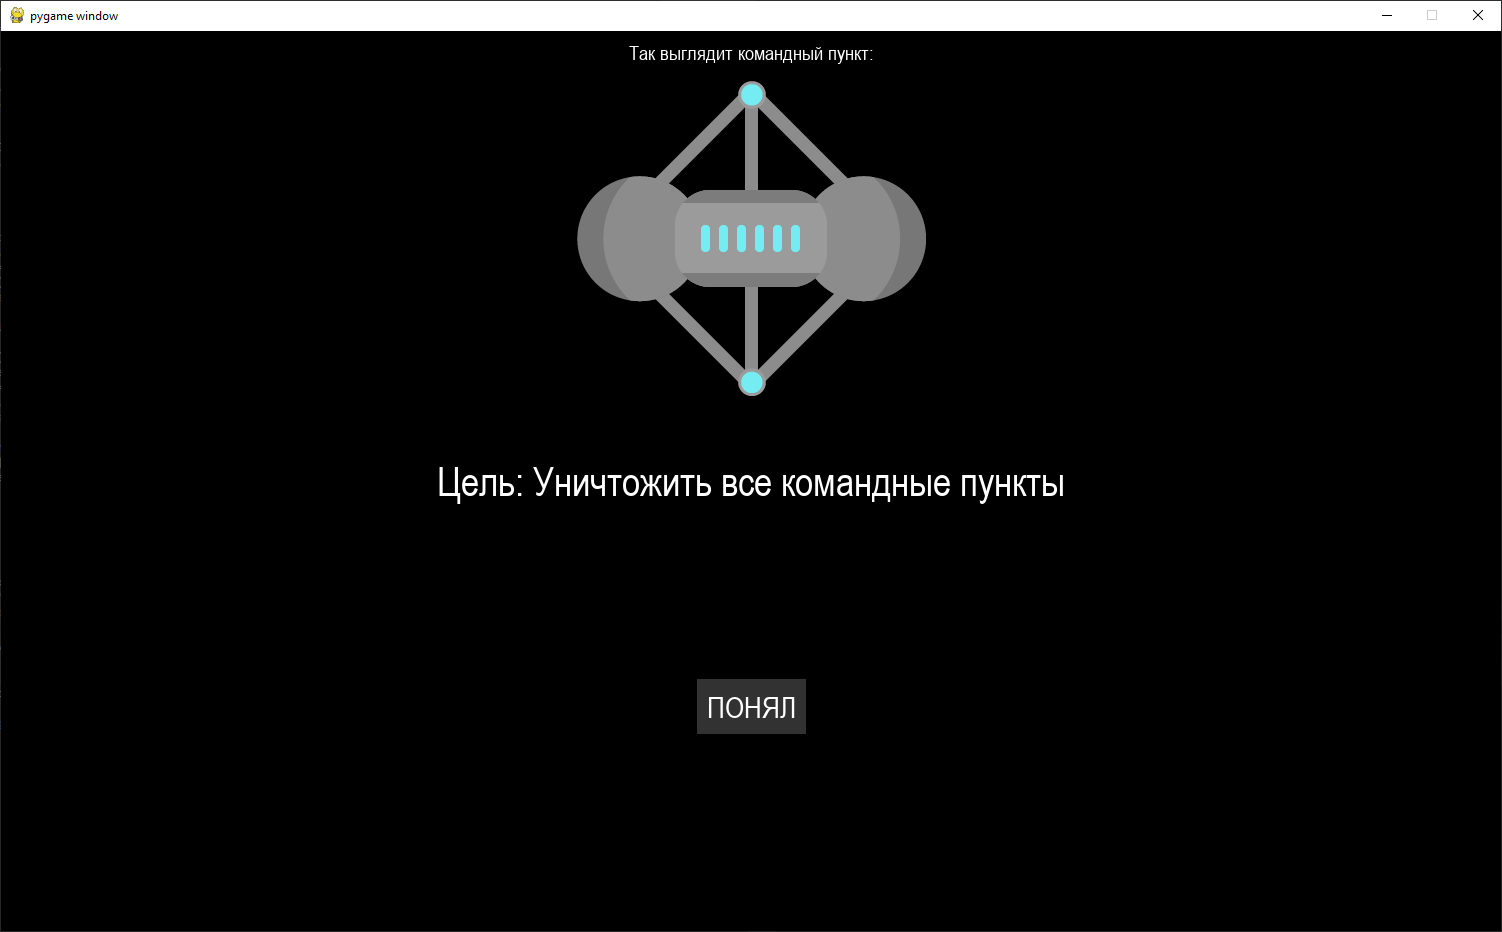 pygame window
Так выглядит командный пункт:
Цель: Уничтожить все командные пункты
ПОНЯЛ